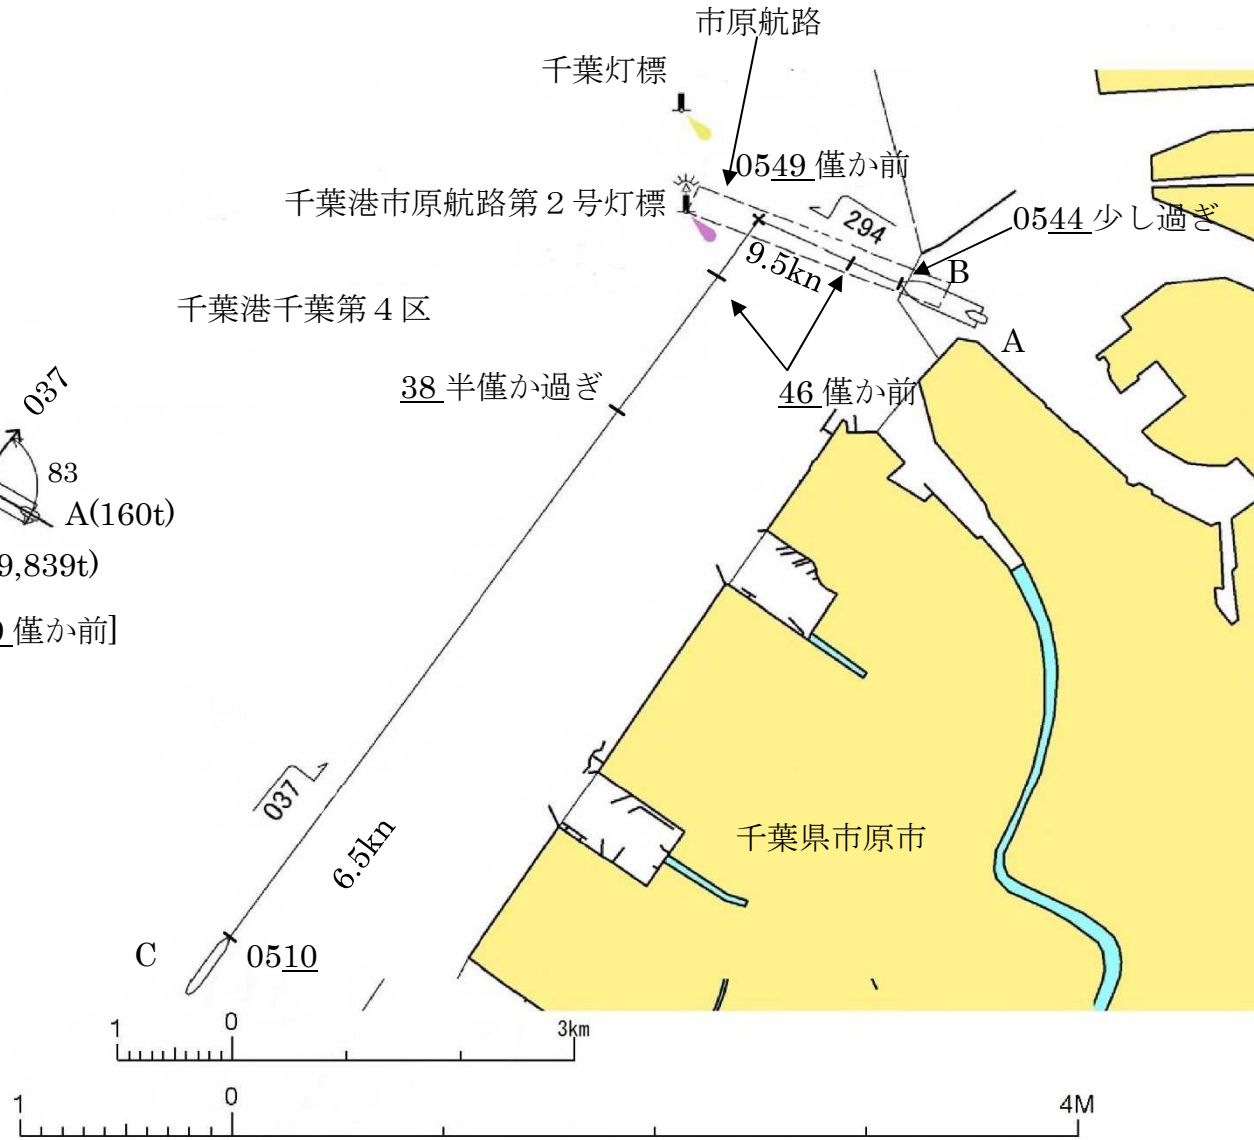 市原航路
千葉灯標
0549 僅か前
千葉港市原航路第2号灯標
294
0544 少し過ぎ
9.5kn
B
千葉港千葉第4区
A
38 半僅か過ぎ
46 僅か前
037
83
A(160t)
9,839t)
僅か前]
037
6.5kn
千葉県市原市
C
0510
1 0 3km
1 0 4M